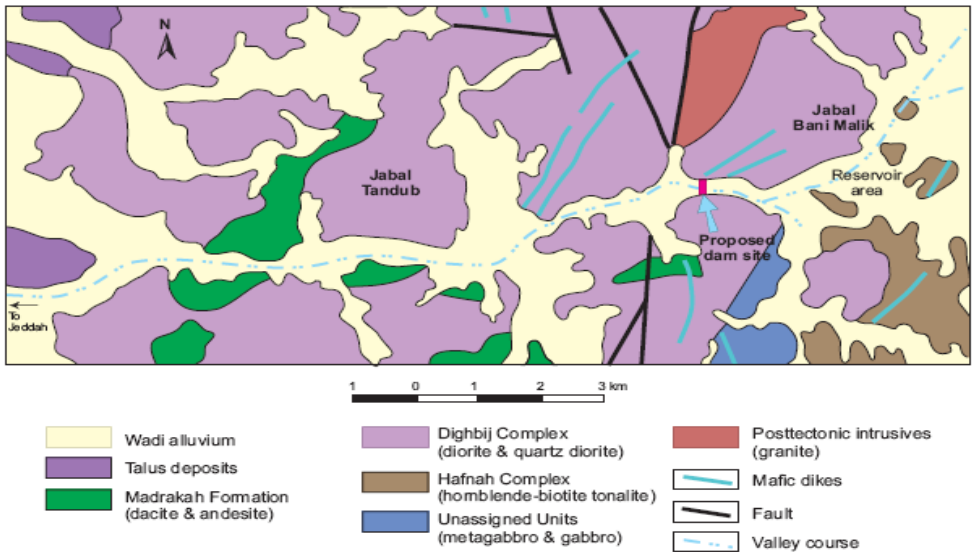 N
Jabal
Bani Malik
Jabal
Tandub
Reservoir
area
Proposed
dam site
To
Jeddah
1 0 1 2 3 km
Wadi alluvium
Talus deposits
Madrakah Formation
(dacite & andesite)
Dighbij Complex
(diorite & quartz diorite)
Hafnah Complex
(hornblende-biotite tonalite)
Unassigned Units
(metagabbro & gabbro)
Posttectonic intrusives
(granite)
Mafic dikes
Fault
Valley course